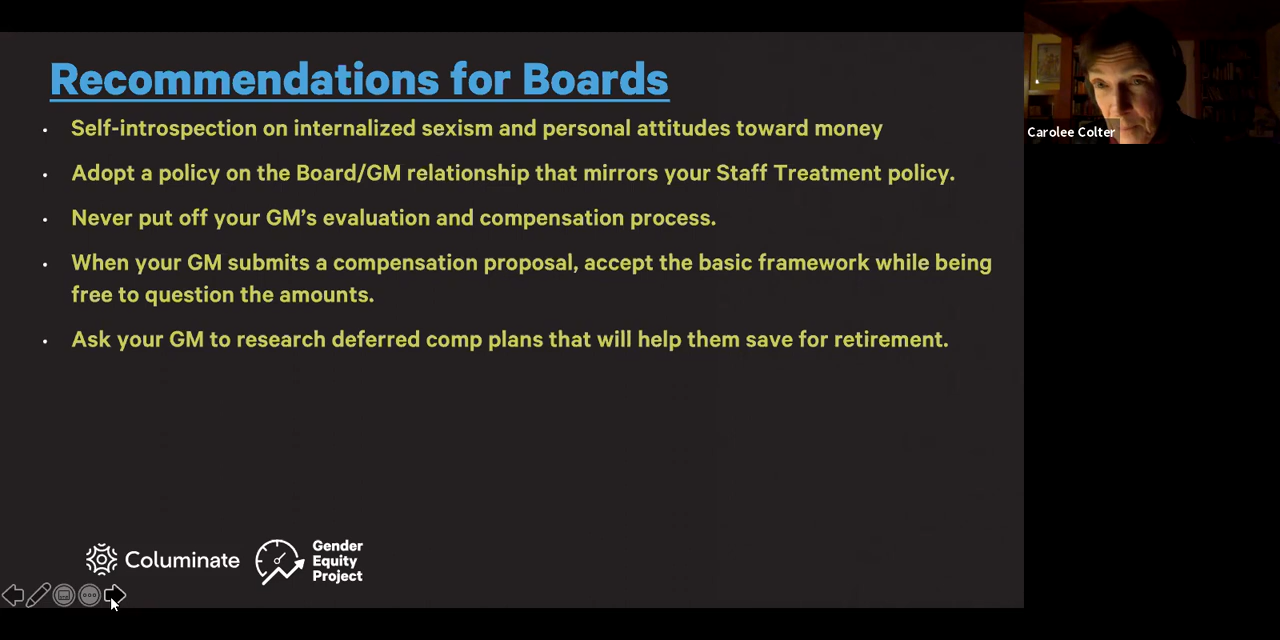 Recommendations for Boards
• Self-introspection on internalized sexism and personal attitudes toward money
• Adopt a policy on the Board/GM relationship that mirrors your Staff Treatment policy.
• Never put off your GM’s evaluation and compensation process.
• When your GM submits a compensation proposal, accept the basic framework while being
free to question the amounts.
• Ask your GM to research deferred comp plans that will help them save for retirement.
Columinate
Gender
Equity
Project
Carolee Colter